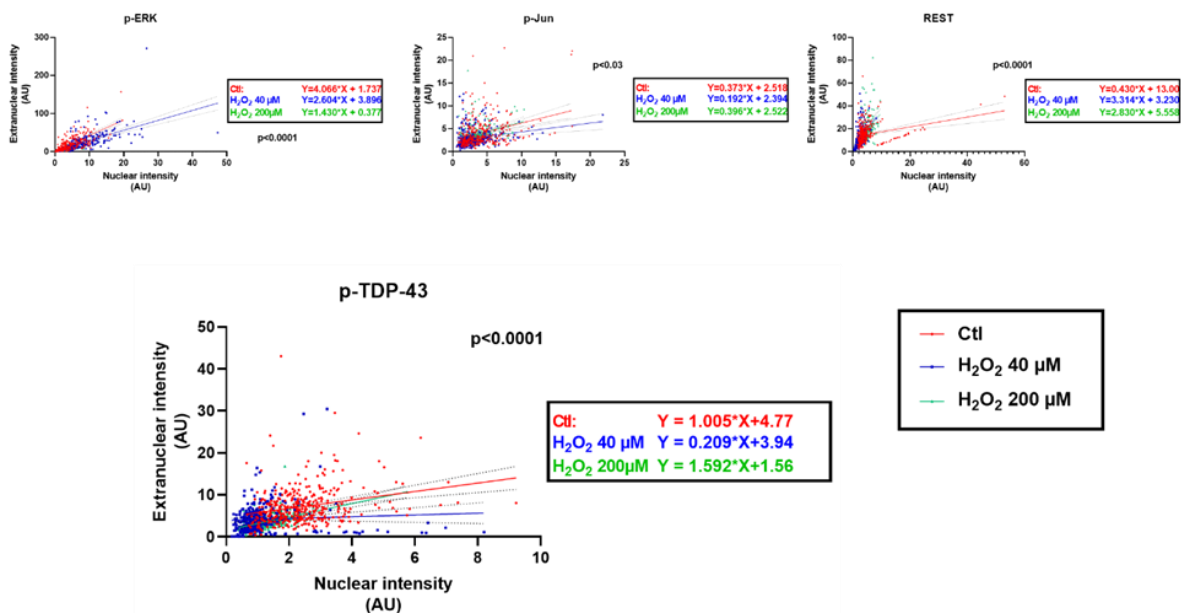 p-ERK
300
200
100
0
0 10 20 30 40 50
Extranuclear intensity
(AU)
Nuclear intensity
(AU)
Ctl: Y=4.066*X + 1.737
H₂O₂ 40 µM Y=2.604*X + 3.896
H₂O₂ 200µM Y=1.430*X + 0.377
p<0.0001
p-Jun
25
20
15
10
5
0
0 5 10 15 20 25
Extranuclear intensity
(AU)
Nuclear intensity
(AU)
p<0.03
Ctl: Y=0.373*X + 2.518
H₂O₂ 40 µM Y=0.192*X + 2.394
H₂O₂ 200µM Y=0.396*X + 2.522
REST
100
80
60
40
20
0
0 20 40 60
Extranuclear intensity
(AU)
Nuclear intensity
(AU)
p<0.0001
Ctl: Y=0.430*X + 13.00
H₂O₂ 40 µM Y=3.314*X + 3.230
H₂O₂ 200µM Y=2.830*X + 5.558
p-TDP-43
50
40
30
20
10
0
0 2 4 6 8 10
Extranuclear intensity
(AU)
Nuclear intensity
(AU)
p<0.0001
Ctl: Y = 1.005*X+4.77
H₂O₂ 40 µM Y = 0.209*X+3.94
H₂O₂ 200µM Y = 1.592*X+1.56
Ctl
H₂O₂ 40 µM
H₂O₂ 200 µM